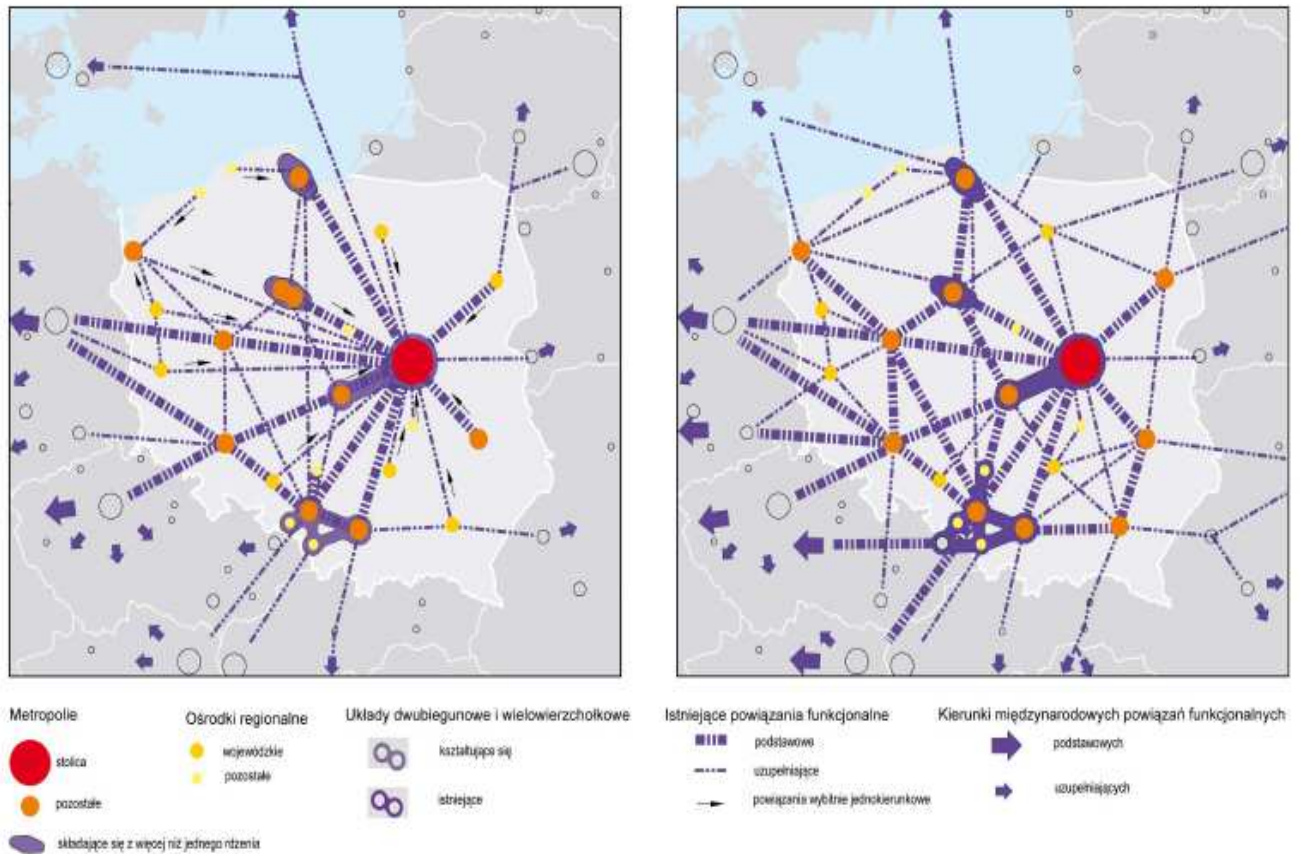 Metropolie
stolica
pozostałe
składające się z więcej niż jednego rdzenia
Ośrodki regionalne
wojewódzkie
pozostałe
Układy dwubiegunowe i wielowierzchołkowe
kształtujące się
istniejące
Istniejące powiązania funkcjonalne
podstawowe
uzupełniające
powiązania wybitnie jednokierunkowe
Kierunki międzynarodowych powiązań funkcjonalnych
podstawowych
uzupełniających